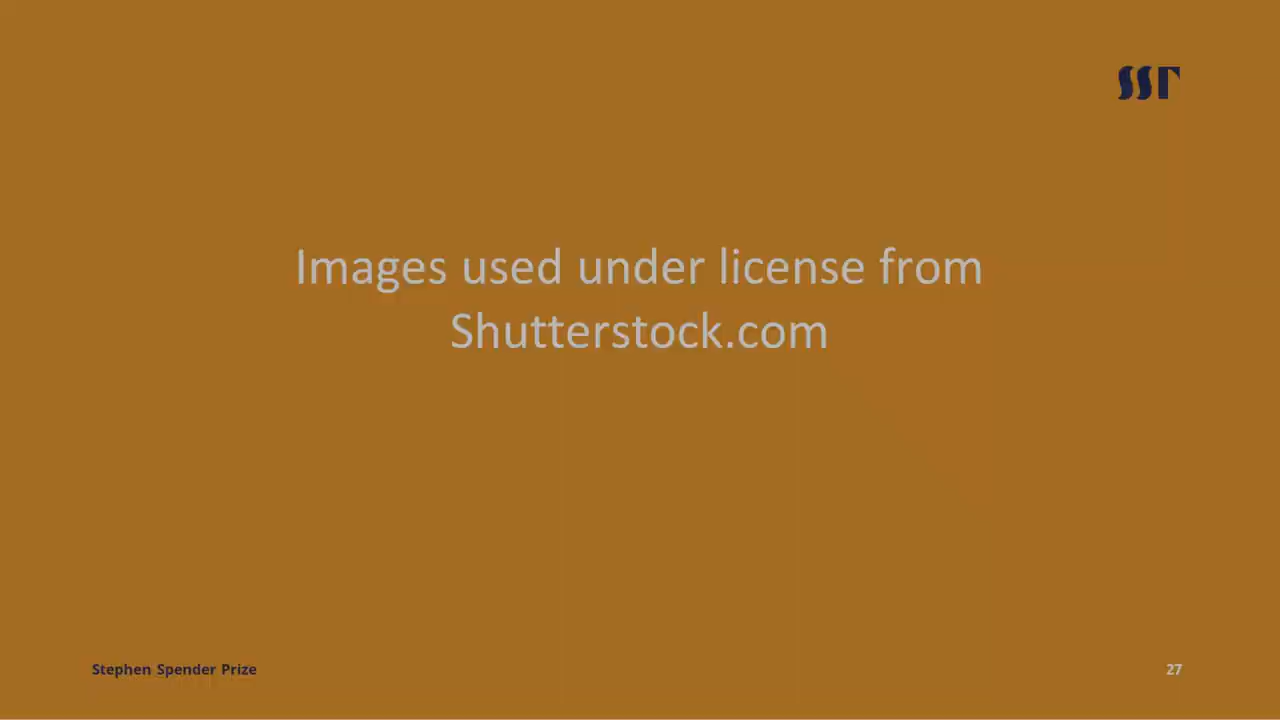 SST
Images used under license from
Shutterstock.com
Stephen Spender Prize
27